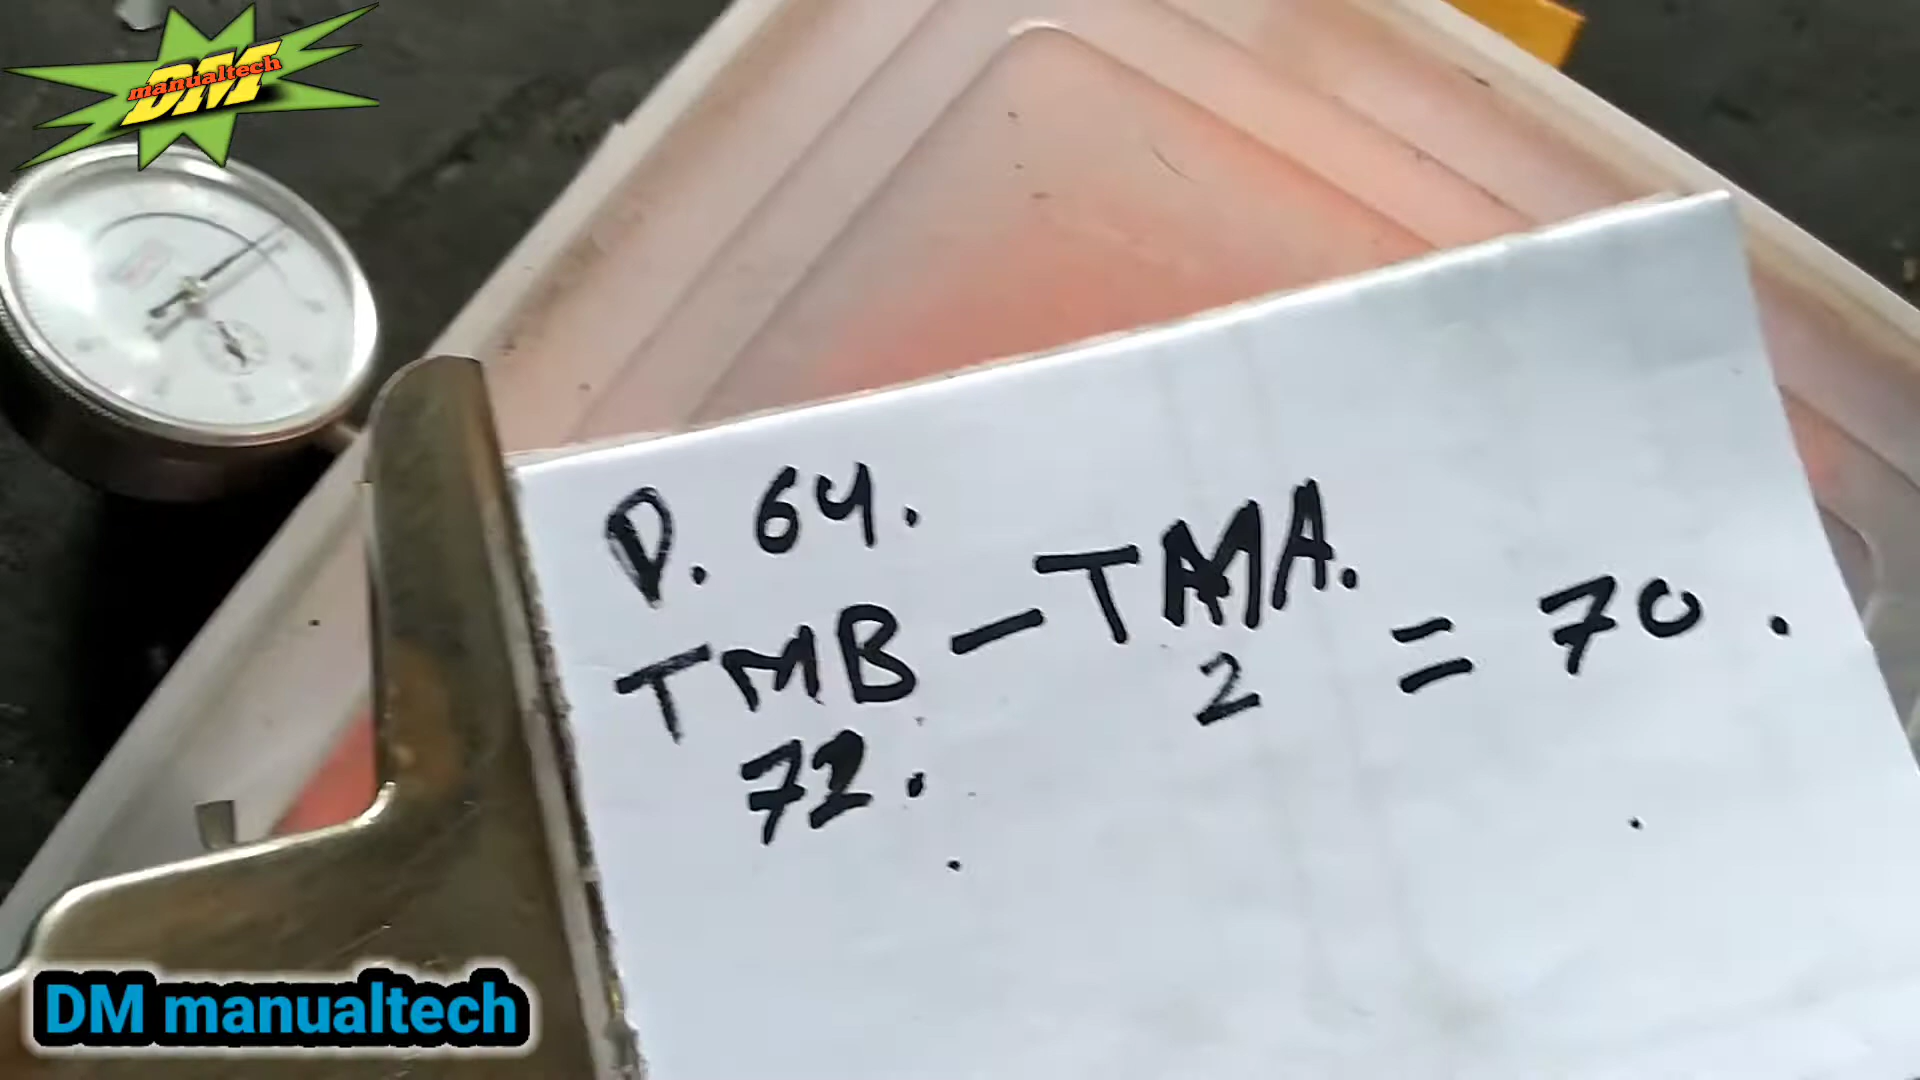 DM
manualtech
D. 64.
TMB - TMA. = 70.
72. 2
DM manualtech